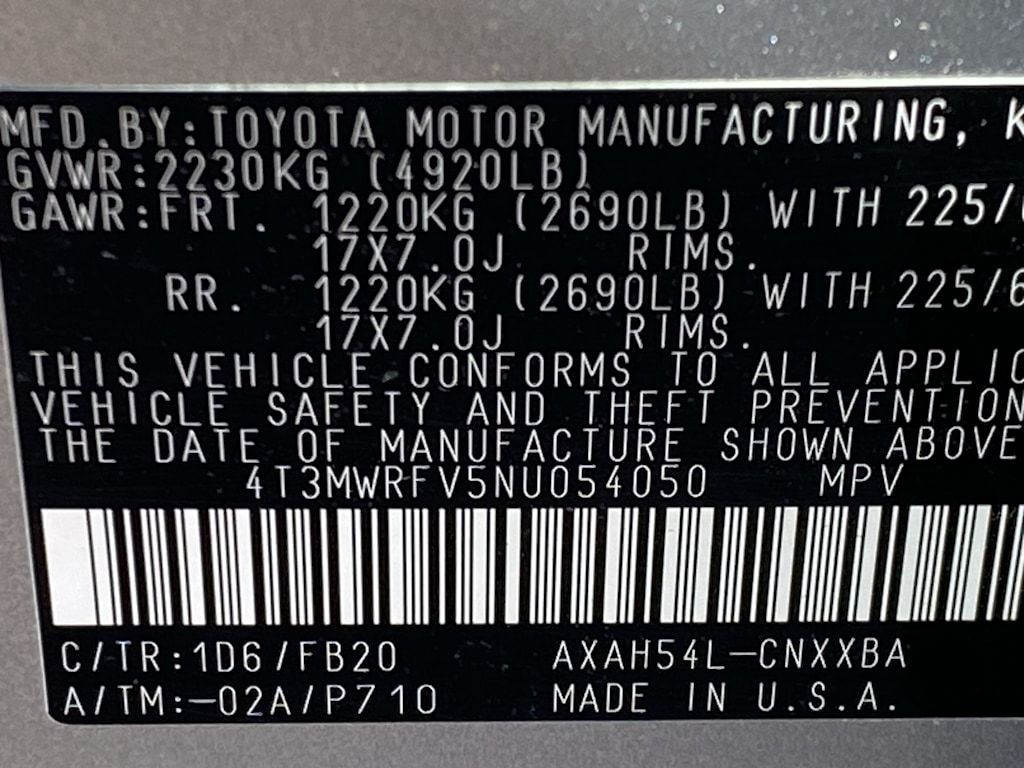 MFD.BY:TOYOTA MOTOR MANUFACTURING, K
GVWR:2230KG (4920LB)
GAWR:FRT. 1220KG (2690LB) WITH 225/6
17X7.0J RIMS.
RR. 1220KG (2690LB) WITH 225/6
17X7.0J RIMS.
THIS VEHICLE CONFORMS TO ALL APPLIC
VEHICLE SAFETY AND THEFT PREVENTION
THE DATE OF MANUFACTURE SHOWN ABOVE
4T3MWRFV5NU054050 MPV
C/TR:1D6/FB20 AXAH54L-CNXXBA
A/TM:-02A/P710 MADE IN U.S.A.